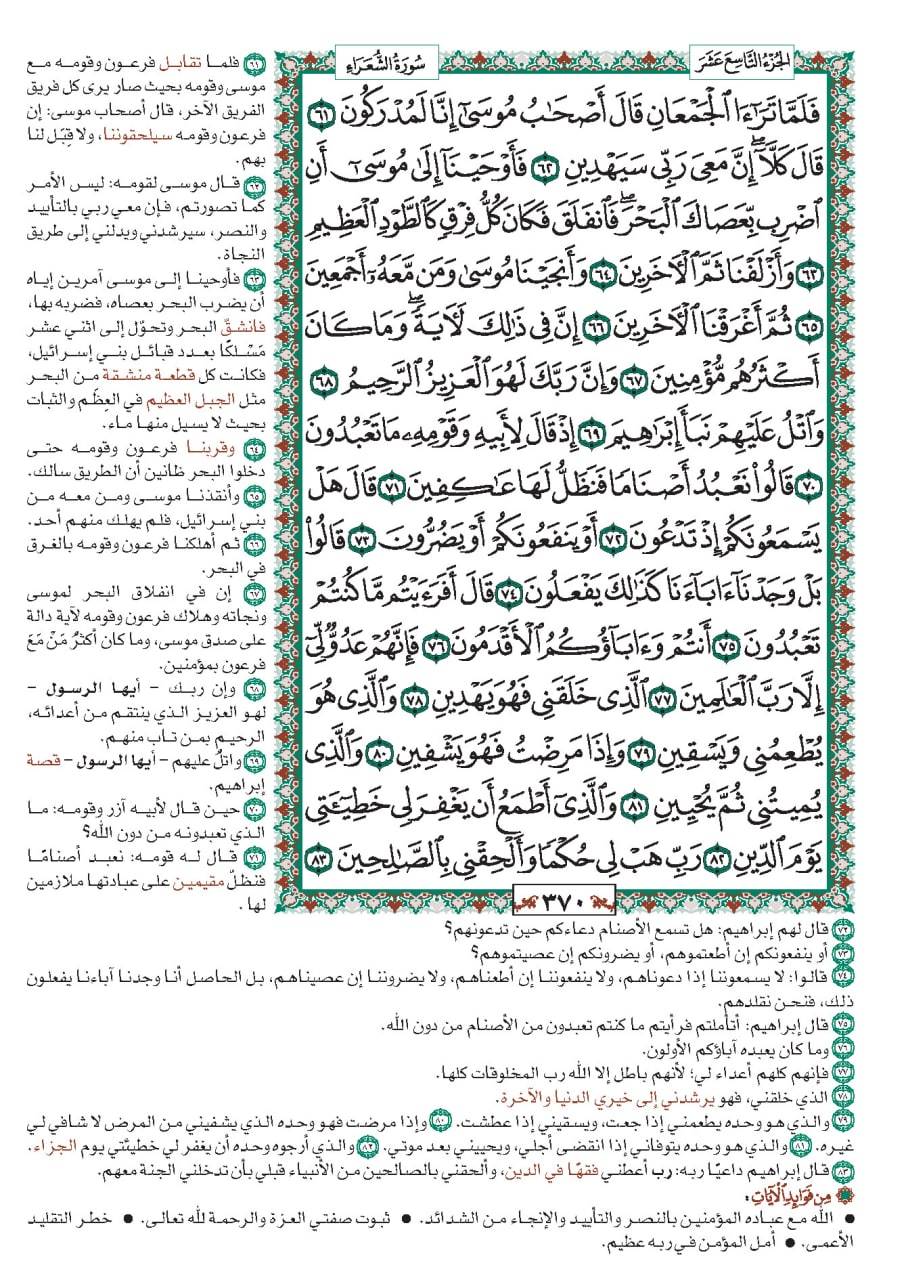 الجزء التاسع عشر
سورة الشعراء
فَلَمَّا تَرَٰٓءَا ٱلۡجَمۡعَانِ قَالَ أَصۡحَٰبُ مُوسَىٰٓ إِنَّا لَمُدۡرَكُونَ ٦١
قَالَ كَلَّآۖ إِنَّ مَعِيَ رَبِّي سَيَهۡدِينِ ٦٢ فَأَوۡحَيۡنَآ إِلَىٰ مُوسَىٰٓ أَنِ
ٱضۡرِب بِّعَصَاكَ ٱلۡبَحۡرَۖ فَٱنفَلَقَ فَكَانَ كُلُّ فِرۡقٖ كَٱلطَّوۡدِ ٱلۡعَظِيمِ
٦٣ وَأَزۡلَفۡنَا ثَمَّ ٱلۡأٓخَرِينَ ٦٤ وَأَنجَيۡنَا مُوسَىٰ وَمَن مَّعَهُۥٓ أَجۡمَعِينَ
٦٥ ثُمَّ أَغۡرَقۡنَا ٱلۡأٓخَرِينَ ٦٦ إِنَّ فِي ذَٰلِكَ لَأٓيَةٗۖ وَمَا كَانَ
أَكۡثَرُهُم مُّؤۡمِنِينَ ٦٧ وَإِنَّ رَبَّكَ لَهُوَ ٱلۡعَزِيزُ ٱلرَّحِيمُ ٦٨
وَٱتۡلُ عَلَيۡهِمۡ نَبَأَ إِبۡرَٰهِيمَ ٦٩ إِذۡ قَالَ لِأَبِيهِ وَقَوۡمِهِۦ مَا تَعۡبُدُونَ
٧٠ قَالُواْ نَعۡبُدُ أَصۡنَامٗا فَنَظَلُّ لَهَا عَٰكِفِينَ ٧١ قَالَ هَلۡ
يَسۡمَعُونَكُمۡ إِذۡ تَدۡعُونَ ٧٢ أَوۡ يَنفَعُونَكُمۡ أَوۡ يَضُرُّونَ ٧٣ قَالُواْ
بَلۡ وَجَدۡنَآ ءَابَآءَنَا كَذَٰلِكَ يَفۡعَلُونَ ٧٤ قَالَ أَفَرَءَيۡتُم مَّا كُنتُمۡ
تَعۡبُدُونَ ٧٥ أَنتُمۡ وَءَابَآؤُكُمُ ٱلۡأَقۡدَمُونَ ٧٦ فَإِنَّهُمۡ عَدُوّٞ لِّيٓ
إِلَّا رَبَّ ٱلۡعَٰلَمِينَ ٧٧ ٱلَّذِي خَلَقَنِي فَهُوَ يَهۡدِينِ ٧٨ وَٱلَّذِي هُوَ
يُطۡعِمُنِي وَيَسۡقِينِ ٧٩ وَإِذَا مَرِضۡتُ فَهُوَ يَشۡفِينِ ٨٠ وَٱلَّذِي
يُمِيتُنِي ثُمَّ يُحۡيِينِ ٨١ وَٱلَّذِيٓ أَطۡمَعُ أَن يَغۡفِرَ لِي خَطِيٓـَٔتِي
يَوۡمَ ٱلدِّينِ ٨٢ رَبِّ هَبۡ لِي حُكۡمٗا وَأَلۡحِقۡنِي بِٱلصَّٰلِحِينَ ٨٣
٣٧٠
٦١ فلما تقابل فرعون وقومه مع
موسى وقومه بحيث صار يرى كل فريق
الفريق الآخر، قال أصحاب موسى: إن
فرعون وقومه سيلحقوننا، ولا قِبَل لنا
بهم.
٦٢ قال موسى لقومه: ليس الأمر
كما تصورتم، فإن معي ربي بالتأييد
والنصر، سيرشدني ويدلني إلى طريق
النجاة.
٦٣ فأوحينا إلى موسى آمرين إياه
أن يضرب البحر بعصاه، فضربه بها،
فانشقّ البحر وتحوّل إلى اثني عشر
مَسْلكًا بعدد قبائل بني إسرائيل،
فكانت كل قطعة منشقة من البحر
مثل الجبل العظيم في العِظَم والثبات
بحيث لا يسيل منها ماء.
٦٤ وقربنا فرعون وقومه حتى
دخلوا البحر ظانين أن الطريق سالك.
٦٥ وأنقذنا موسى ومن معه من
بني إسرائيل، فلم يهلك منهم أحد.
٦٦ ثم أهلكنا فرعون وقومه بالغرق
في البحر.
٦٧ إن في انفلاق البحر لموسى
ونجاته وهلاك فرعون وقومه لآية دالة
على صدق موسى، وما كان أكثرُ مَنْ مَعَ
فرعون بمؤمنين.
٦٨ وإن ربك – أيها الرسول –
لهو العزيز الذي ينتقم من أعدائه،
الرحيم بمن تاب منهم.
٦٩ واتلُ عليهم – أيها الرسول – قصة
إبراهيم.
٧٠ حين قال لأبيه آزر وقومه: ما
الذي تعبدونه من دون الله؟
٧١ قال له قومه: نعبد أصنامًا
فنظلّ مقيمين على عبادتها ملازمين
لها.
٧٢ قال لهم إبراهيم: هل تسمع الأصنام دعاءكم حين تدعونهم؟
٧٣ أو ينفعونكم إن أطعتموهم، أو يضرونكم إن عصيتموهم؟
٧٤ قالوا: لا يسمعوننا إذا دعوناهم، ولا ينفعوننا إن أطعناهم، ولا يضروننا إن عصيناهم، بل الحاصل أنا وجدنا آباءنا يفعلون
ذلك، فنحن نقلدهم.
٧٥ قال إبراهيم: أتأملتم فرأيتم ما كنتم تعبدون من الأصنام من دون الله.
٧٦ وما كان يعبده آباؤكم الأولون.
٧٧ فإنهم كلهم أعداء لي؛ لأنهم باطل إلا الله رب المخلوقات كلها.
٧٨ الذي خلقني، فهو يرشدني إلى خيري الدنيا والآخرة.
٧٩ والذي هو وحده يطعمني إذا جعت، ويسقيني إذا عطشت. ٨٠ وإذا مرضت فهو وحده الذي يشفيني من المرض لا شافي لي
غيره. ٨١ والذي هو وحده يتوفاني إذا انقضى أجلي، ويحييني بعد موتي. ٨٢ والذي أرجوه وحده أن يغفر لي خطيئتي يوم الجزاء.
٨٣ قال إبراهيم داعيًا ربه: رب أعطني فقهًا في الدين، وألحقني بالصالحين من الأنبياء قبلي بأن تدخلني الجنة معهم.
من فوائد الآيات:
• الله مع عباده المؤمنين بالنصر والتأييد والإنجاء من الشدائد. • ثبوت صفتي العزة والرحمة لله تعالى. • خطر التقليد
الأعمى. • أمل المؤمن في ربه عظيم.